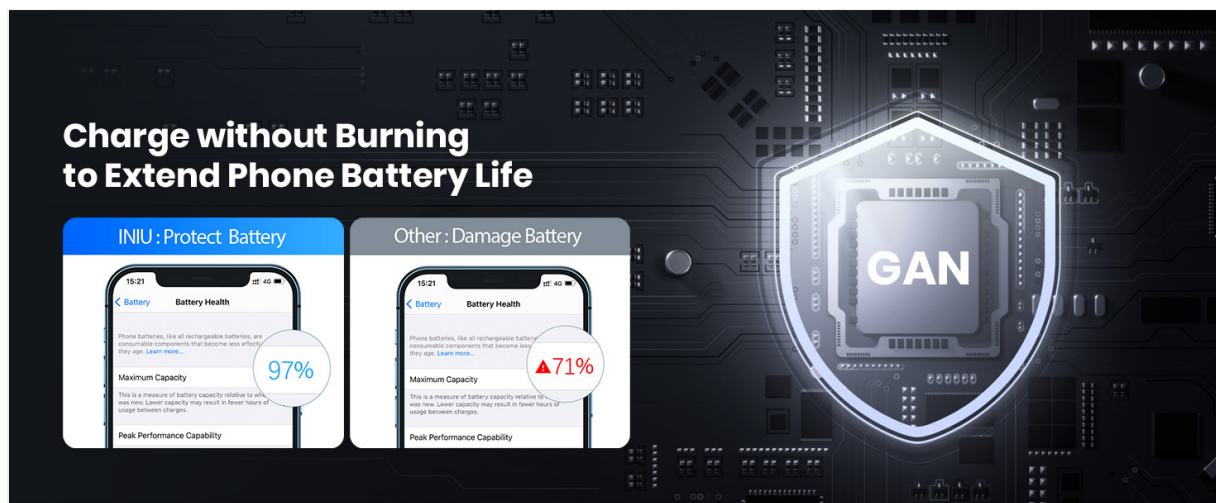 Charge without Burning
to Extend Phone Battery Life
INIU : Protect Battery
15:21
4G
Battery
Battery Health
Phone batteries, like all rechargeable batteries, are
consumable components that become less
they age. Learn more...
97%
Maximum Capacity
This is a measure of battery capacity relative to
was new. Lower capacity may result in fewer hours of
usage between charges.
Peak Performance Capability
Other : Damage Battery
15:21
4G
Battery
Battery Health
Phone batteries, like all rechargeable
consumable components that become less
they age. Learn more...
71%
Maximum Capacity
This is a measure of battery capacity relative to
was new. Lower capacity may result in fewer hours of
usage between charges.
Peak Performance Capability
GAN